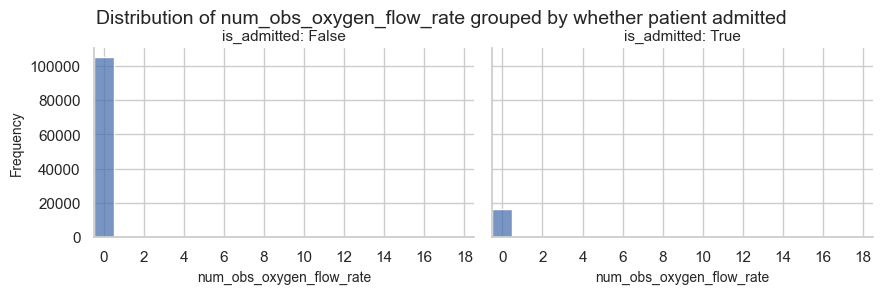 Distribution of num_obs_oxygen_flow_rate grouped by whether patient admitted
is_admitted: False
is_admitted: True
Frequency
100000
80000
60000
40000
20000
0
0 2 4 6 8 10 12 14 16 18
0 2 4 6 8 10 12 14 16 18
num_obs_oxygen_flow_rate
num_obs_oxygen_flow_rate